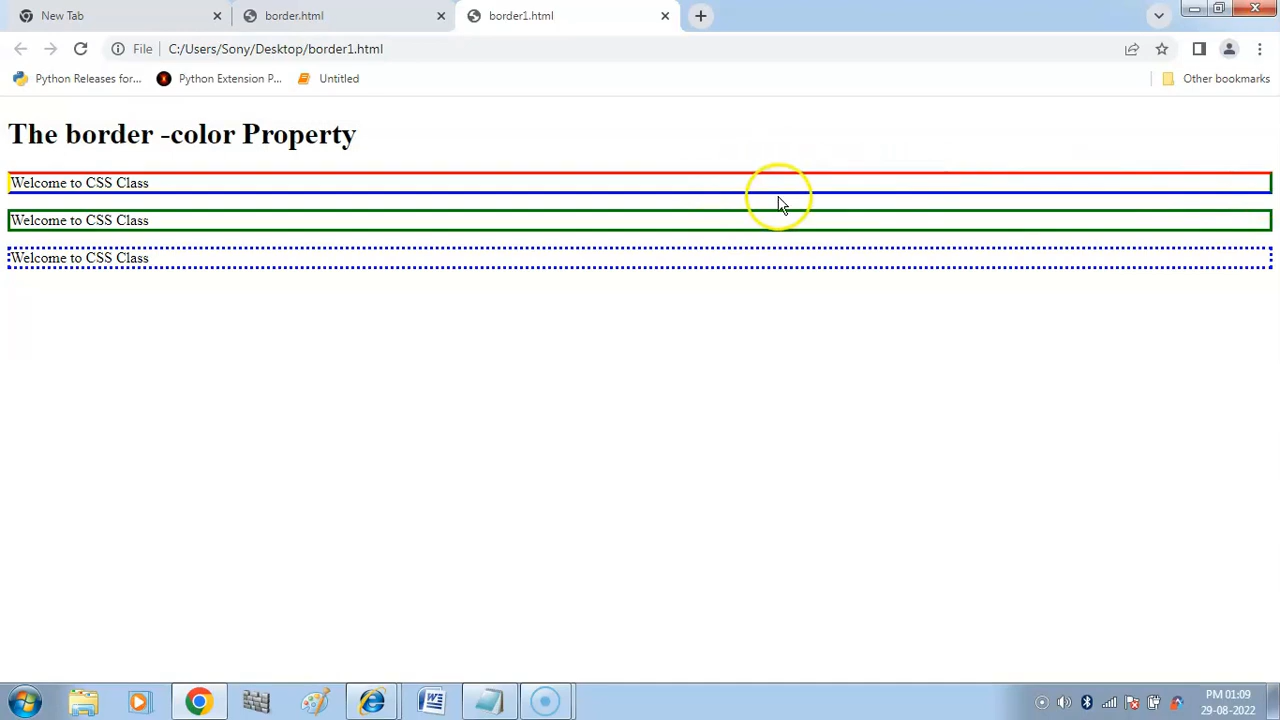 New Tab
border.html
border1.html
File
C:/Users/Sony/Desktop/border1.html
Python Releases for...
Python Extension P...
Untitled
Other bookmarks
The border -color Property
Welcome to CSS Class
Welcome to CSS Class
Welcome to CSS Class
PM 01:09
29-08-2022